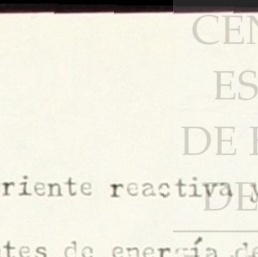 CEN
ES
DE E
DE
riente reactiva y
tes de energía de